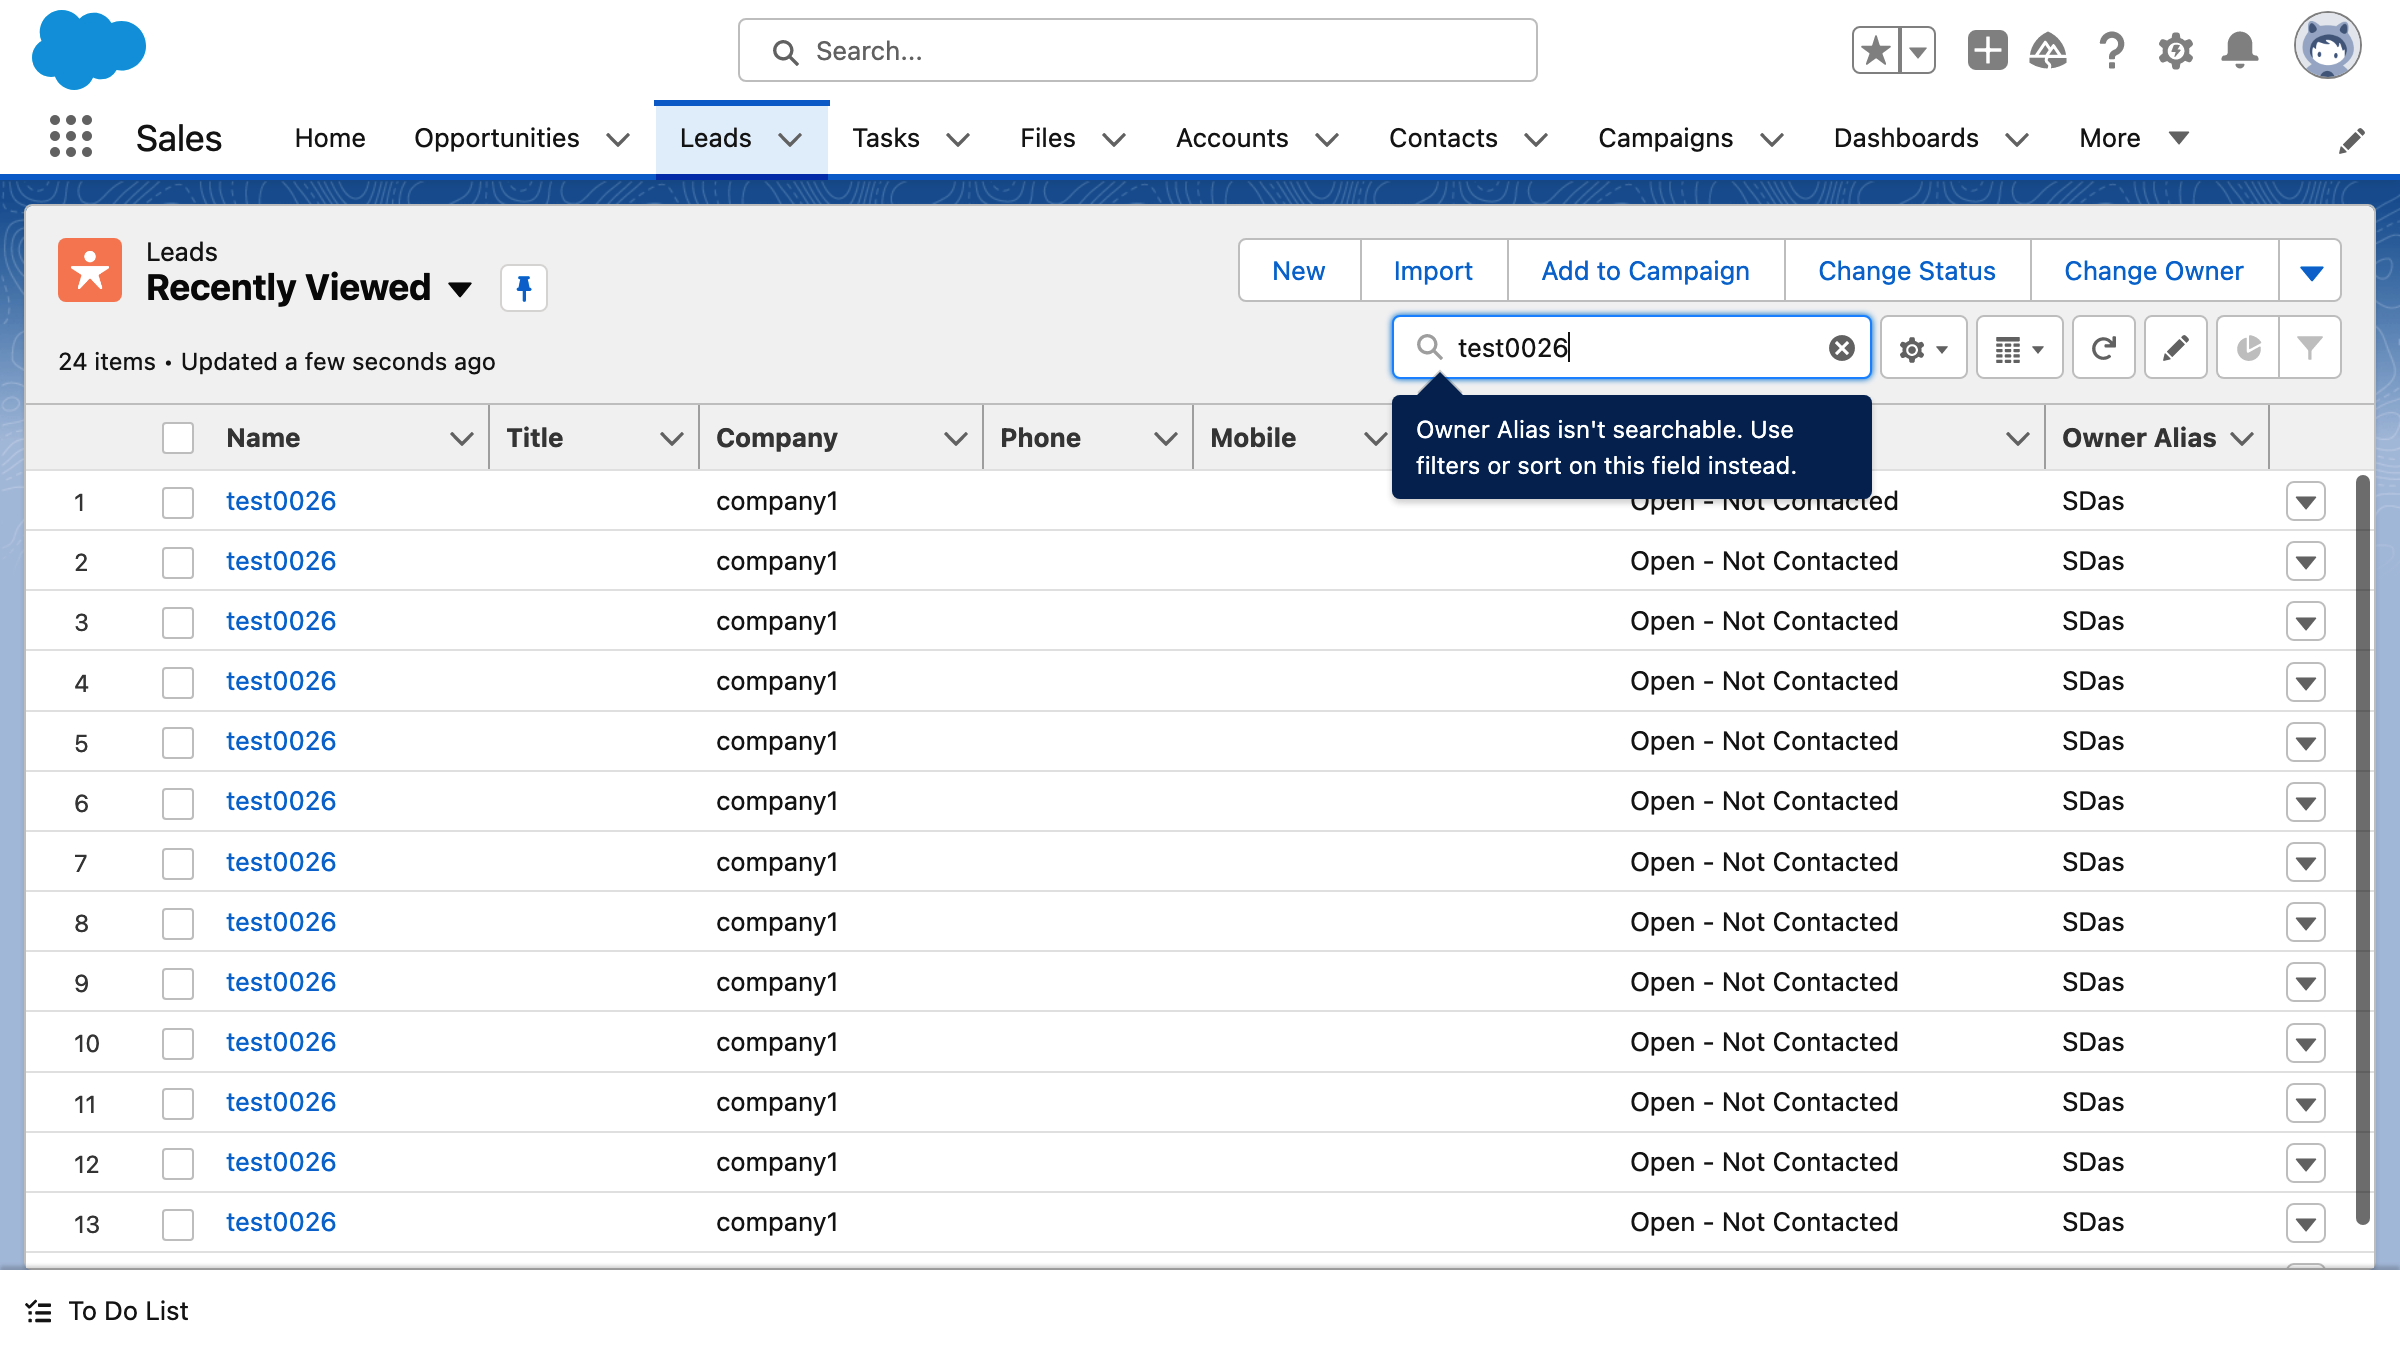 Search...
Sales
Home
Opportunities
Leads
Tasks
Files
Accounts
Contacts
Campaigns
Dashboards
More
Leads
Recently Viewed
New
Import
Add to Campaign
Change Status
Change Owner
24 items • Updated a few seconds ago
test0026
Owner Alias isn't searchable. Use
filters or sort on this field instead.
Name Title Company Phone Mobile Owner Alias
1 test0026 company1 Open - Not Contacted SDas
2 test0026 company1 Open - Not Contacted SDas
3 test0026 company1 Open - Not Contacted SDas
4 test0026 company1 Open - Not Contacted SDas
5 test0026 company1 Open - Not Contacted SDas
6 test0026 company1 Open - Not Contacted SDas
7 test0026 company1 Open - Not Contacted SDas
8 test0026 company1 Open - Not Contacted SDas
9 test0026 company1 Open - Not Contacted SDas
10 test0026 company1 Open - Not Contacted SDas
11 test0026 company1 Open - Not Contacted SDas
12 test0026 company1 Open - Not Contacted SDas
13 test0026 company1 Open - Not Contacted SDas
To Do List